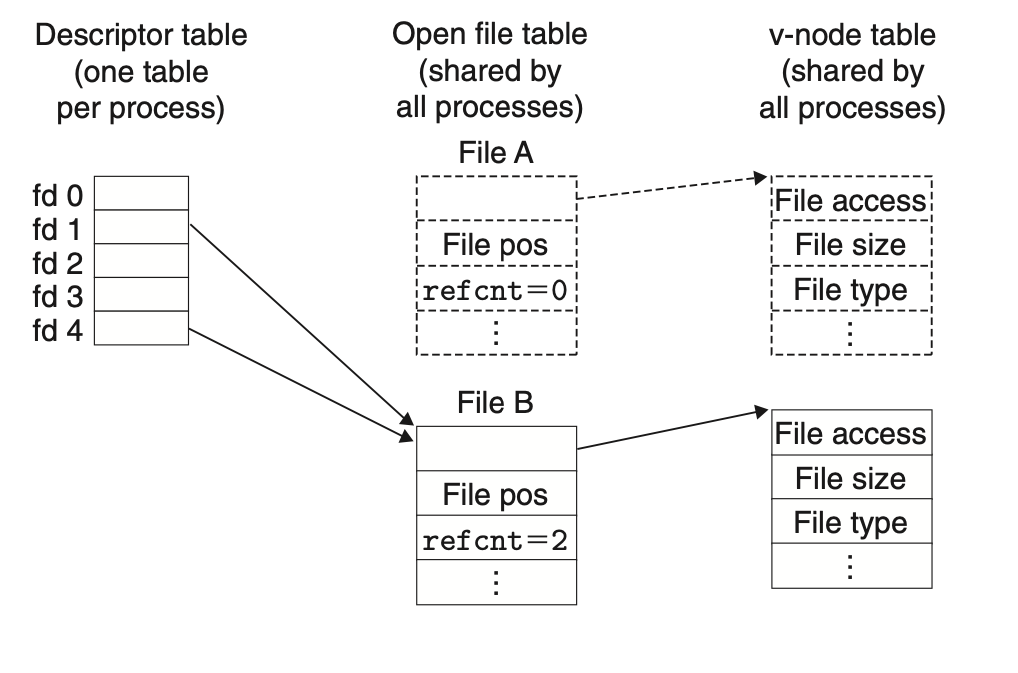 Descriptor table
(one table
per process)
Open file table
(shared by
all processes)
v-node table
(shared by
all processes)
fd 0
fd 1
fd 2
fd 3
fd 4
File A
File pos
refcnt=0
⋮
File access
File size
File type
⋮
File B
File pos
refcnt=2
⋮
File access
File size
File type
⋮